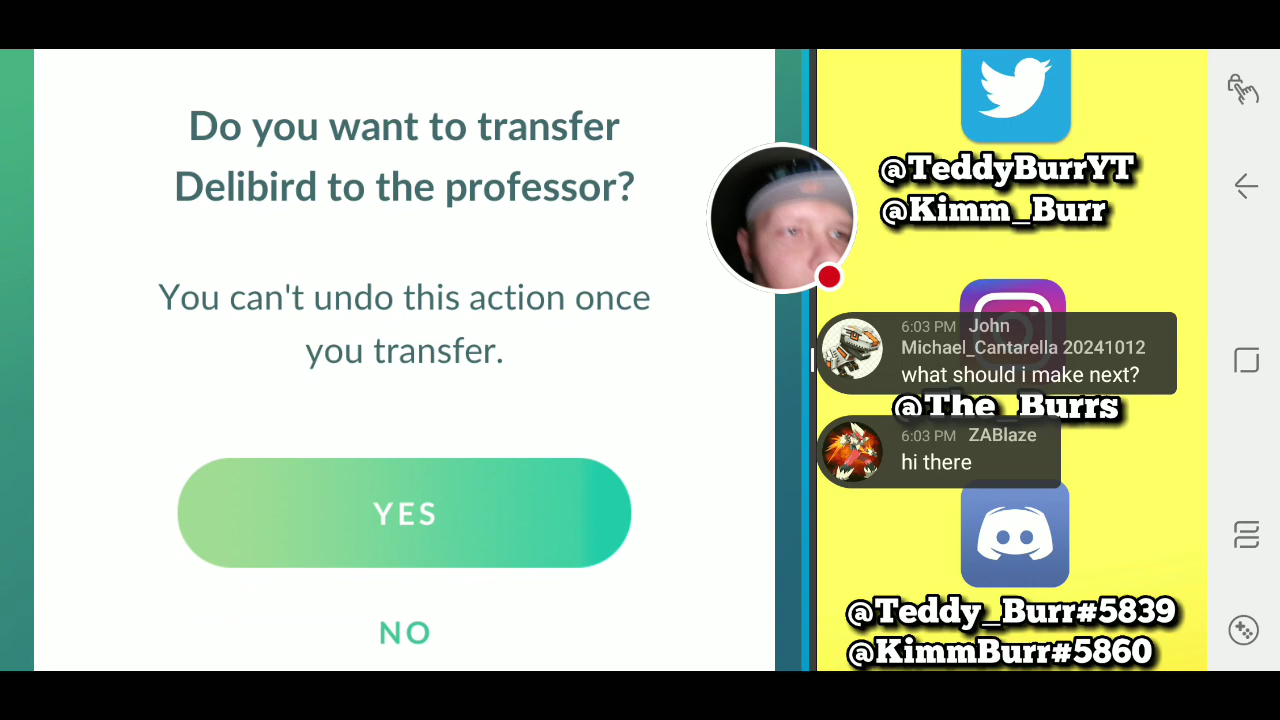 Do you want to transfer
Delibird to the professor?
You can't undo this action once
you transfer.
YES
NO
@TeddyBurrYT
@Kimm_Burr
6:03 PM John
Michael_Cantarella 20241012
what should i make next?
@The_Burrs
6:03 PM ZABlaze
hi there
@Teddy_Burr#5839
@KimmBurr#5860